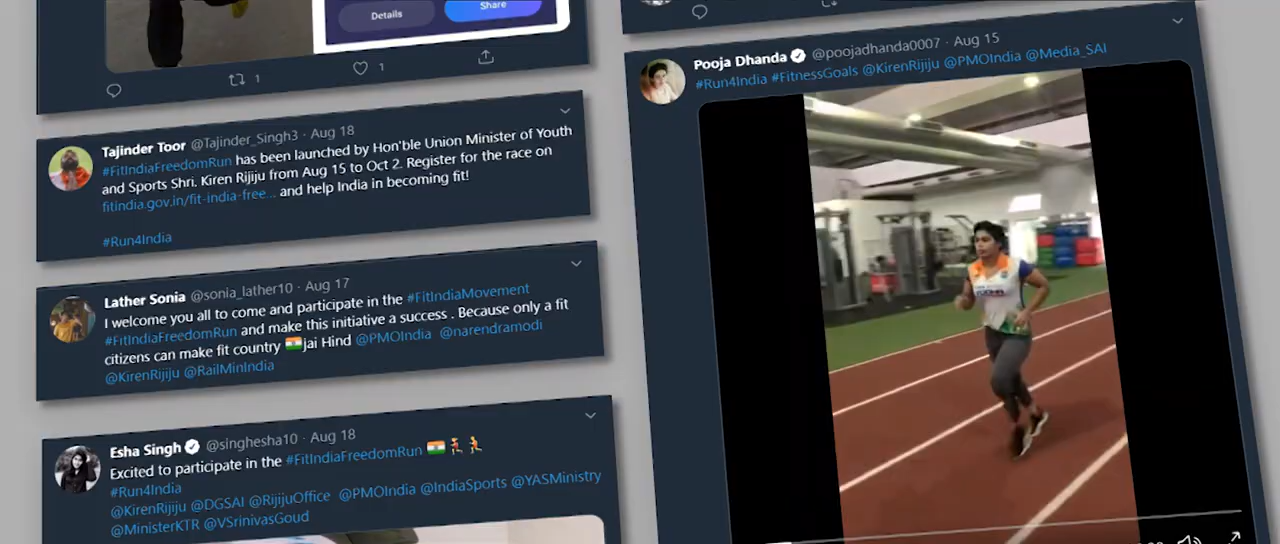 Details
Share
1
1
Tajinder Toor @Tajinder_Singh3 · Aug 18
#FitIndiaFreedomRun has been launched by Hon'ble Union Minister of Youth
and Sports Shri. Kiren Rijiju from Aug 15 to Oct 2. Register for the race on
fitindia.gov.in/fit-india-free... and help India in becoming fit!
#Run4India
Lather Sonia @sonia_lather10 · Aug 17
I welcome you all to come and participate in the #FitIndiaMovement
#FitIndiaFreedomRun and make this initiative a success . Because only a fit
citizens can make fit country 🇮🇳jai Hind @PMOIndia @narendramodi
@KirenRijiju @RailMinIndia
Esha Singh @singhesha10 · Aug 18
Excited to participate in the #FitIndiaFreedomRun 🇮🇳🏃🏃
#Run4India
@KirenRijiju @DGSAI @RijijuOffice @PMOIndia @IndiaSports @YASMinistry
@MinisterKTR @VSrinivasGoud
Pooja Dhanda @poojadhanda0007 · Aug 15
#Run4India #FitnessGoals @KirenRijiju @PMOIndia @Media_SAI